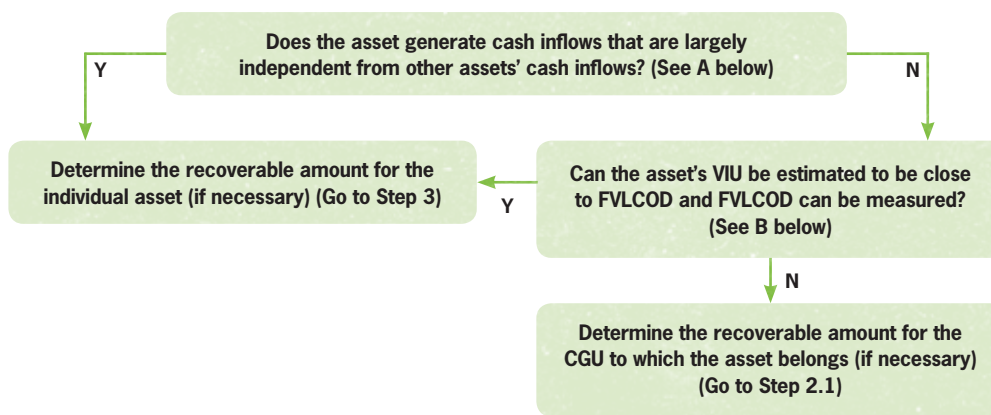 Does the asset generate cash inflows that are largely
independent from other assets' cash inflows? (See A below)
Y
N
Determine the recoverable amount for the
individual asset (if necessary) (Go to Step 3)
Can the asset's VIU be estimated to be close
to FVLCOD and FVLCOD can be measured?
(See B below)
Y
N
Determine the recoverable amount for the
CGU to which the asset belongs (if necessary)
(Go to Step 2.1)